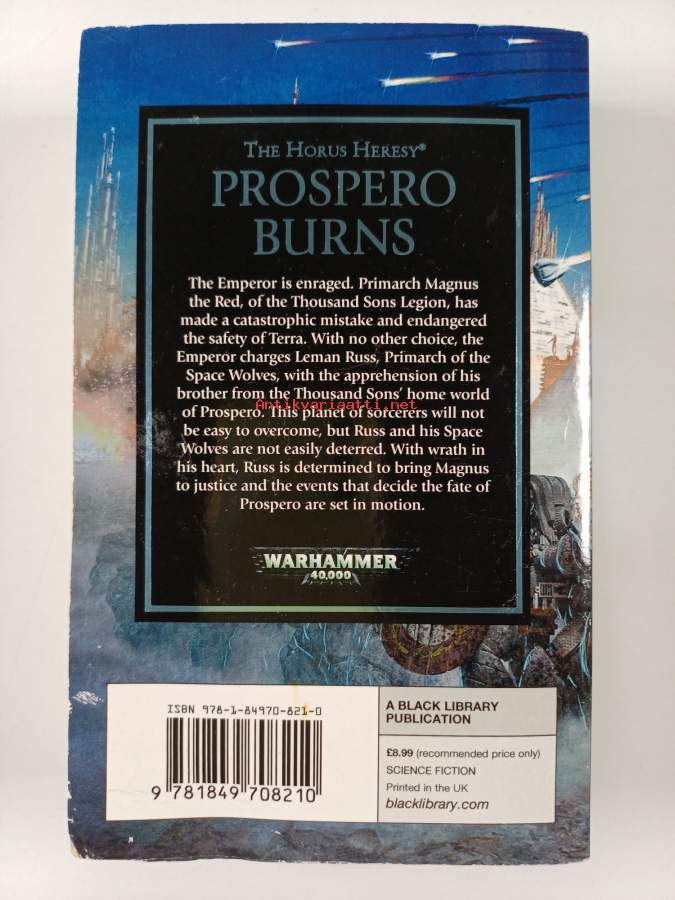 THE HORUS HERESY®
PROSPERO
BURNS
The Emperor is enraged. Primarch Magnus
the Red, of the Thousand Sons Legion, has
made a catastrophic mistake and endangered
the safety of Terra. With no other choice, the
Emperor charges Leman Russ, Primarch of the
Space Wolves, with the apprehension of his
brother from the Thousand Sons' home world
Antikvariaatti.net
of Prospero. This planet of sorcerers will not
be easy to overcome, but Russ and his Space
Wolves are not easily deterred. With wrath in
his heart, Russ is determined to bring Magnus
to justice and the events that decide the fate of
Prospero are set in motion.
WARHAMMER
40,000
ISBN 978-1-84970-821-0
9 781849 708210
A BLACK LIBRARY
PUBLICATION
£8.99 (recommended price only)
SCIENCE FICTION
Printed in the UK
blacklibrary.com